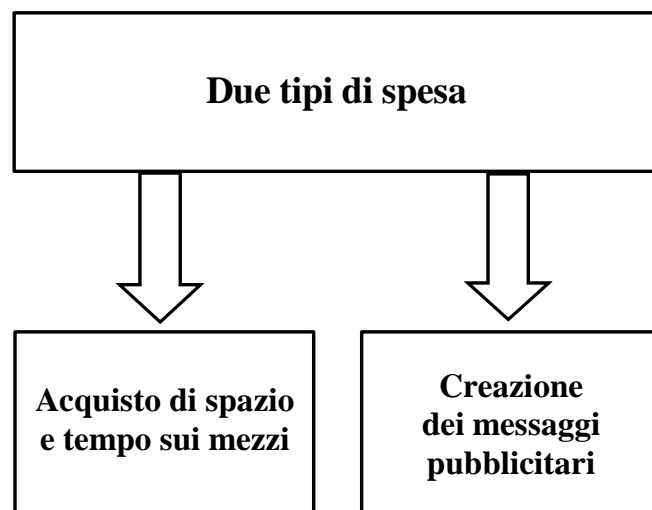 Due tipi di spesa
Acquisto di spazio
e tempo sui mezzi
Creazione
dei messaggi
pubblicitari